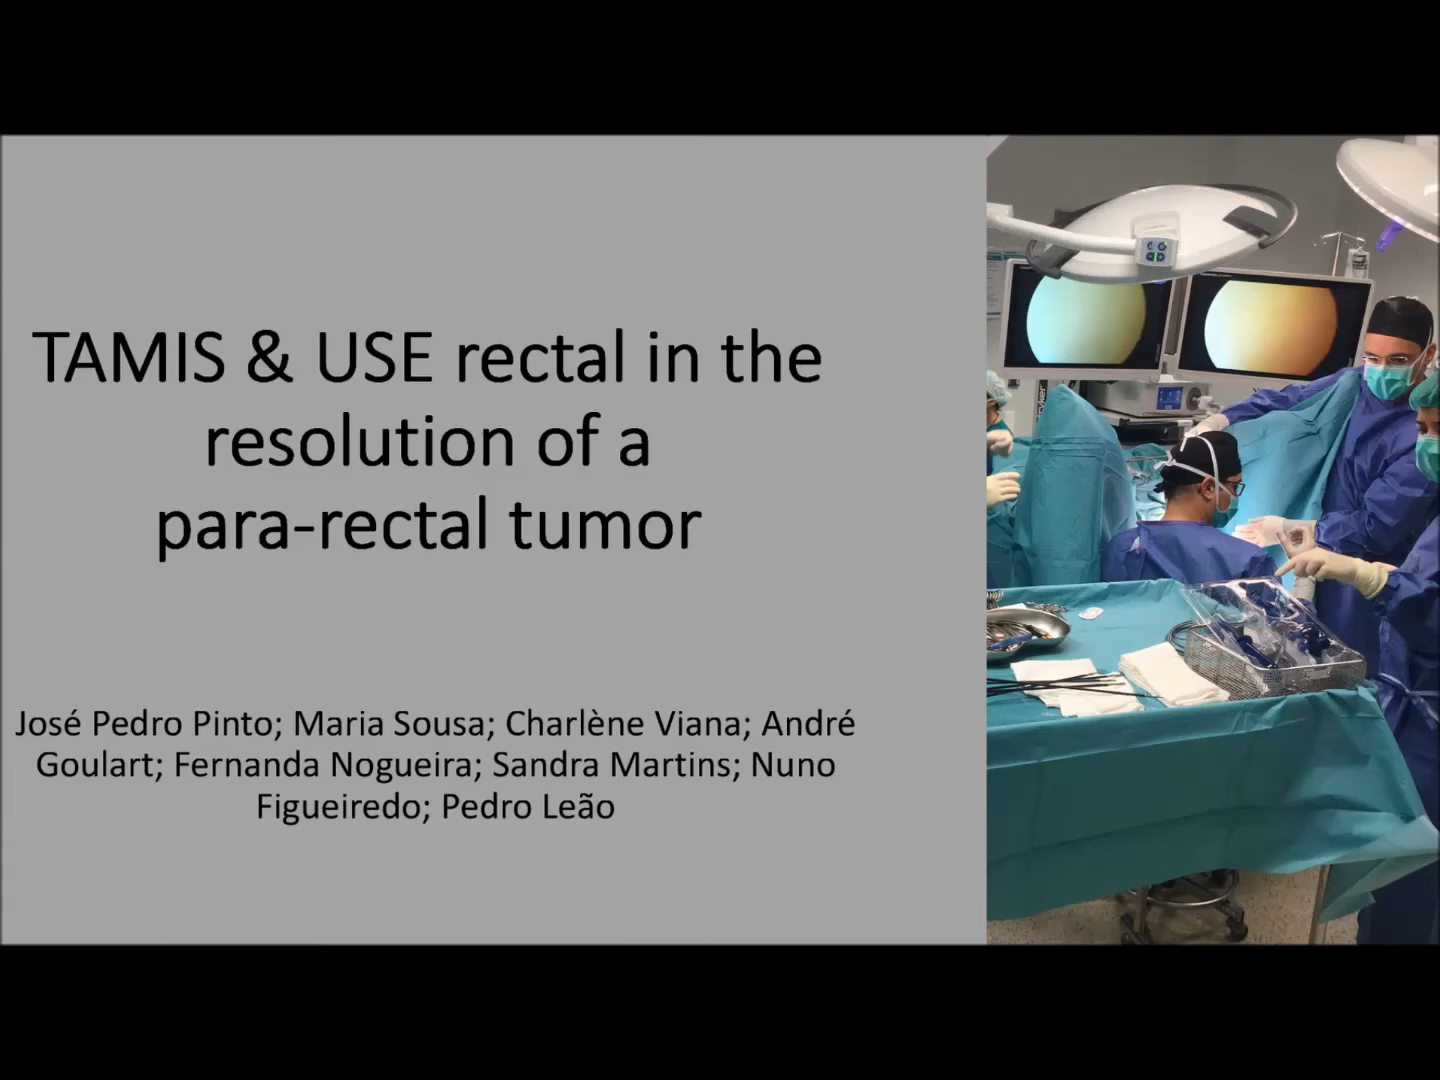 TAMIS & USE rectal in the
resolution of a
para-rectal tumor
José Pedro Pinto; Maria Sousa; Charlène Viana; André
Goulart; Fernanda Nogueira; Sandra Martins; Nuno
Figueiredo; Pedro Leão
stryker